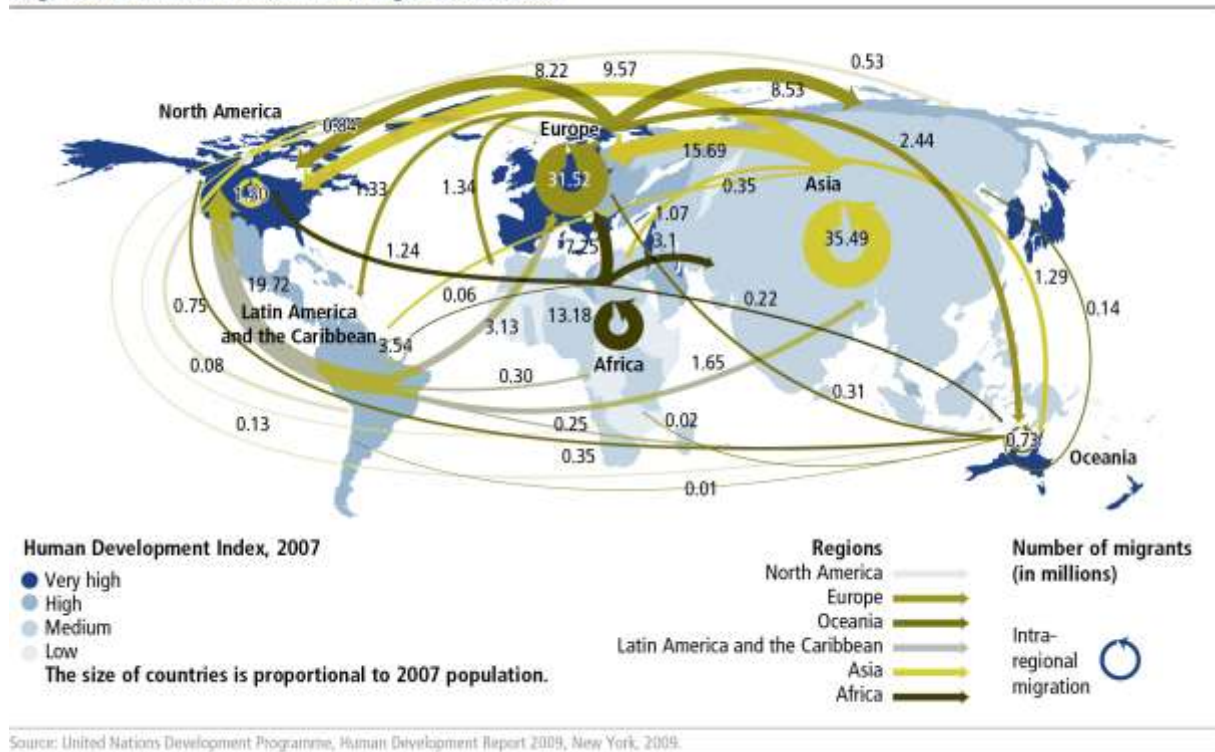 0.53
8.22
9.57
8.53
North America
0.84
Europe
2.44
15.69
31.52
1.33
1.34
0.35
Asia
1.07
35.49
1.24
7.25
3.1
19.72
0.06
0.22
1.29
0.75
0.14
Latin America
and the Caribbean
3.13
13.18
3.54
Africa
0.08
0.30
1.65
0.31
0.13
0.25
0.02
0.73
0.35
Oceania
0.01
Human Development Index, 2007
Very high
High
Medium
Low
The size of countries is proportional to 2007 population.
Regions
North America
Europe
Oceania
Latin America and the Caribbean
Asia
Africa
Number of migrants
(in millions)
Intra-
regional
migration
Source: United Nations Development Programme, Human Development Report 2009, New York, 2009.